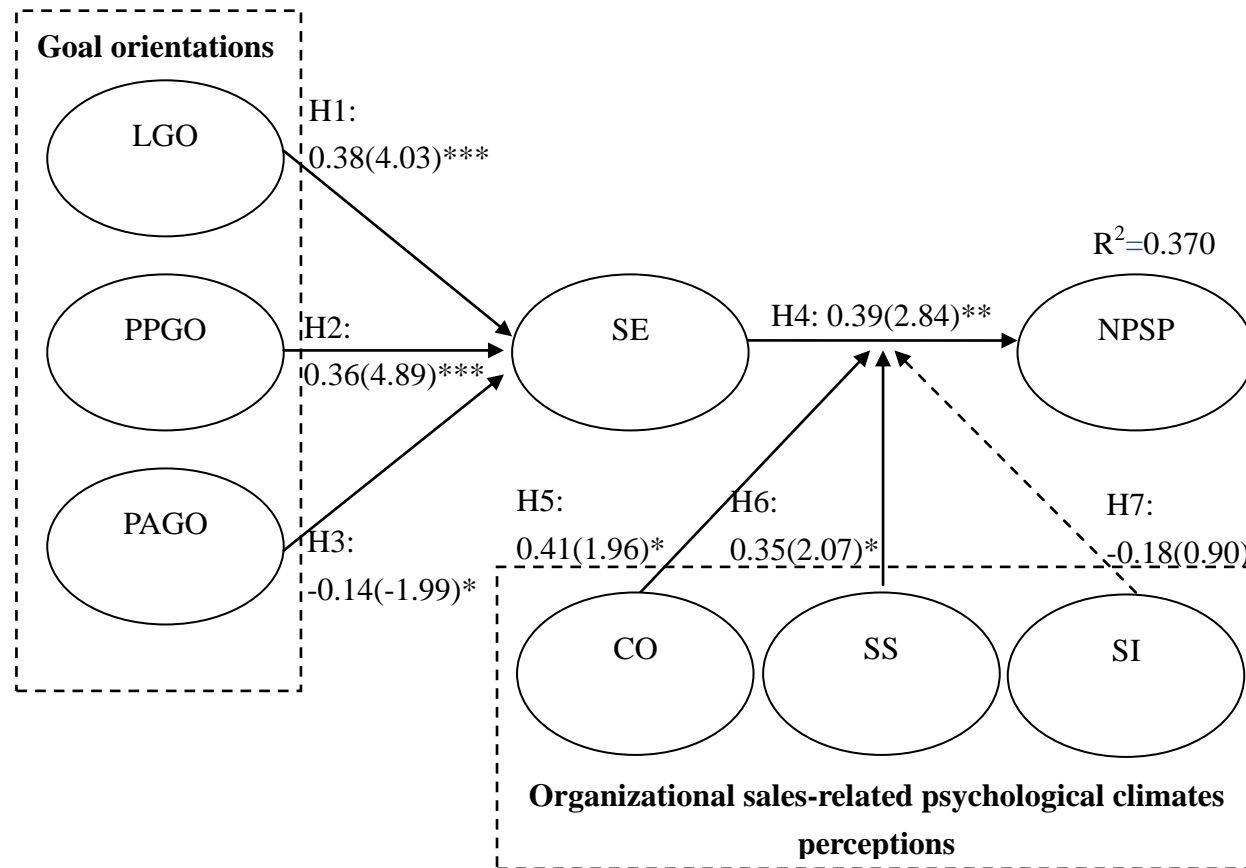 Goal orientations
LGO
H1:
0.38(4.03)***
R²=0.370
PPGO
H2:
0.36(4.89)***
SE
H4: 0.39(2.84)**
NPSP
PAGO
H3:
-0.14(-1.99)*
H5:
0.41(1.96)*
H6:
0.35(2.07)*
H7:
-0.18(0.90)
CO
SS
SI
Organizational sales-related psychological climates
perceptions